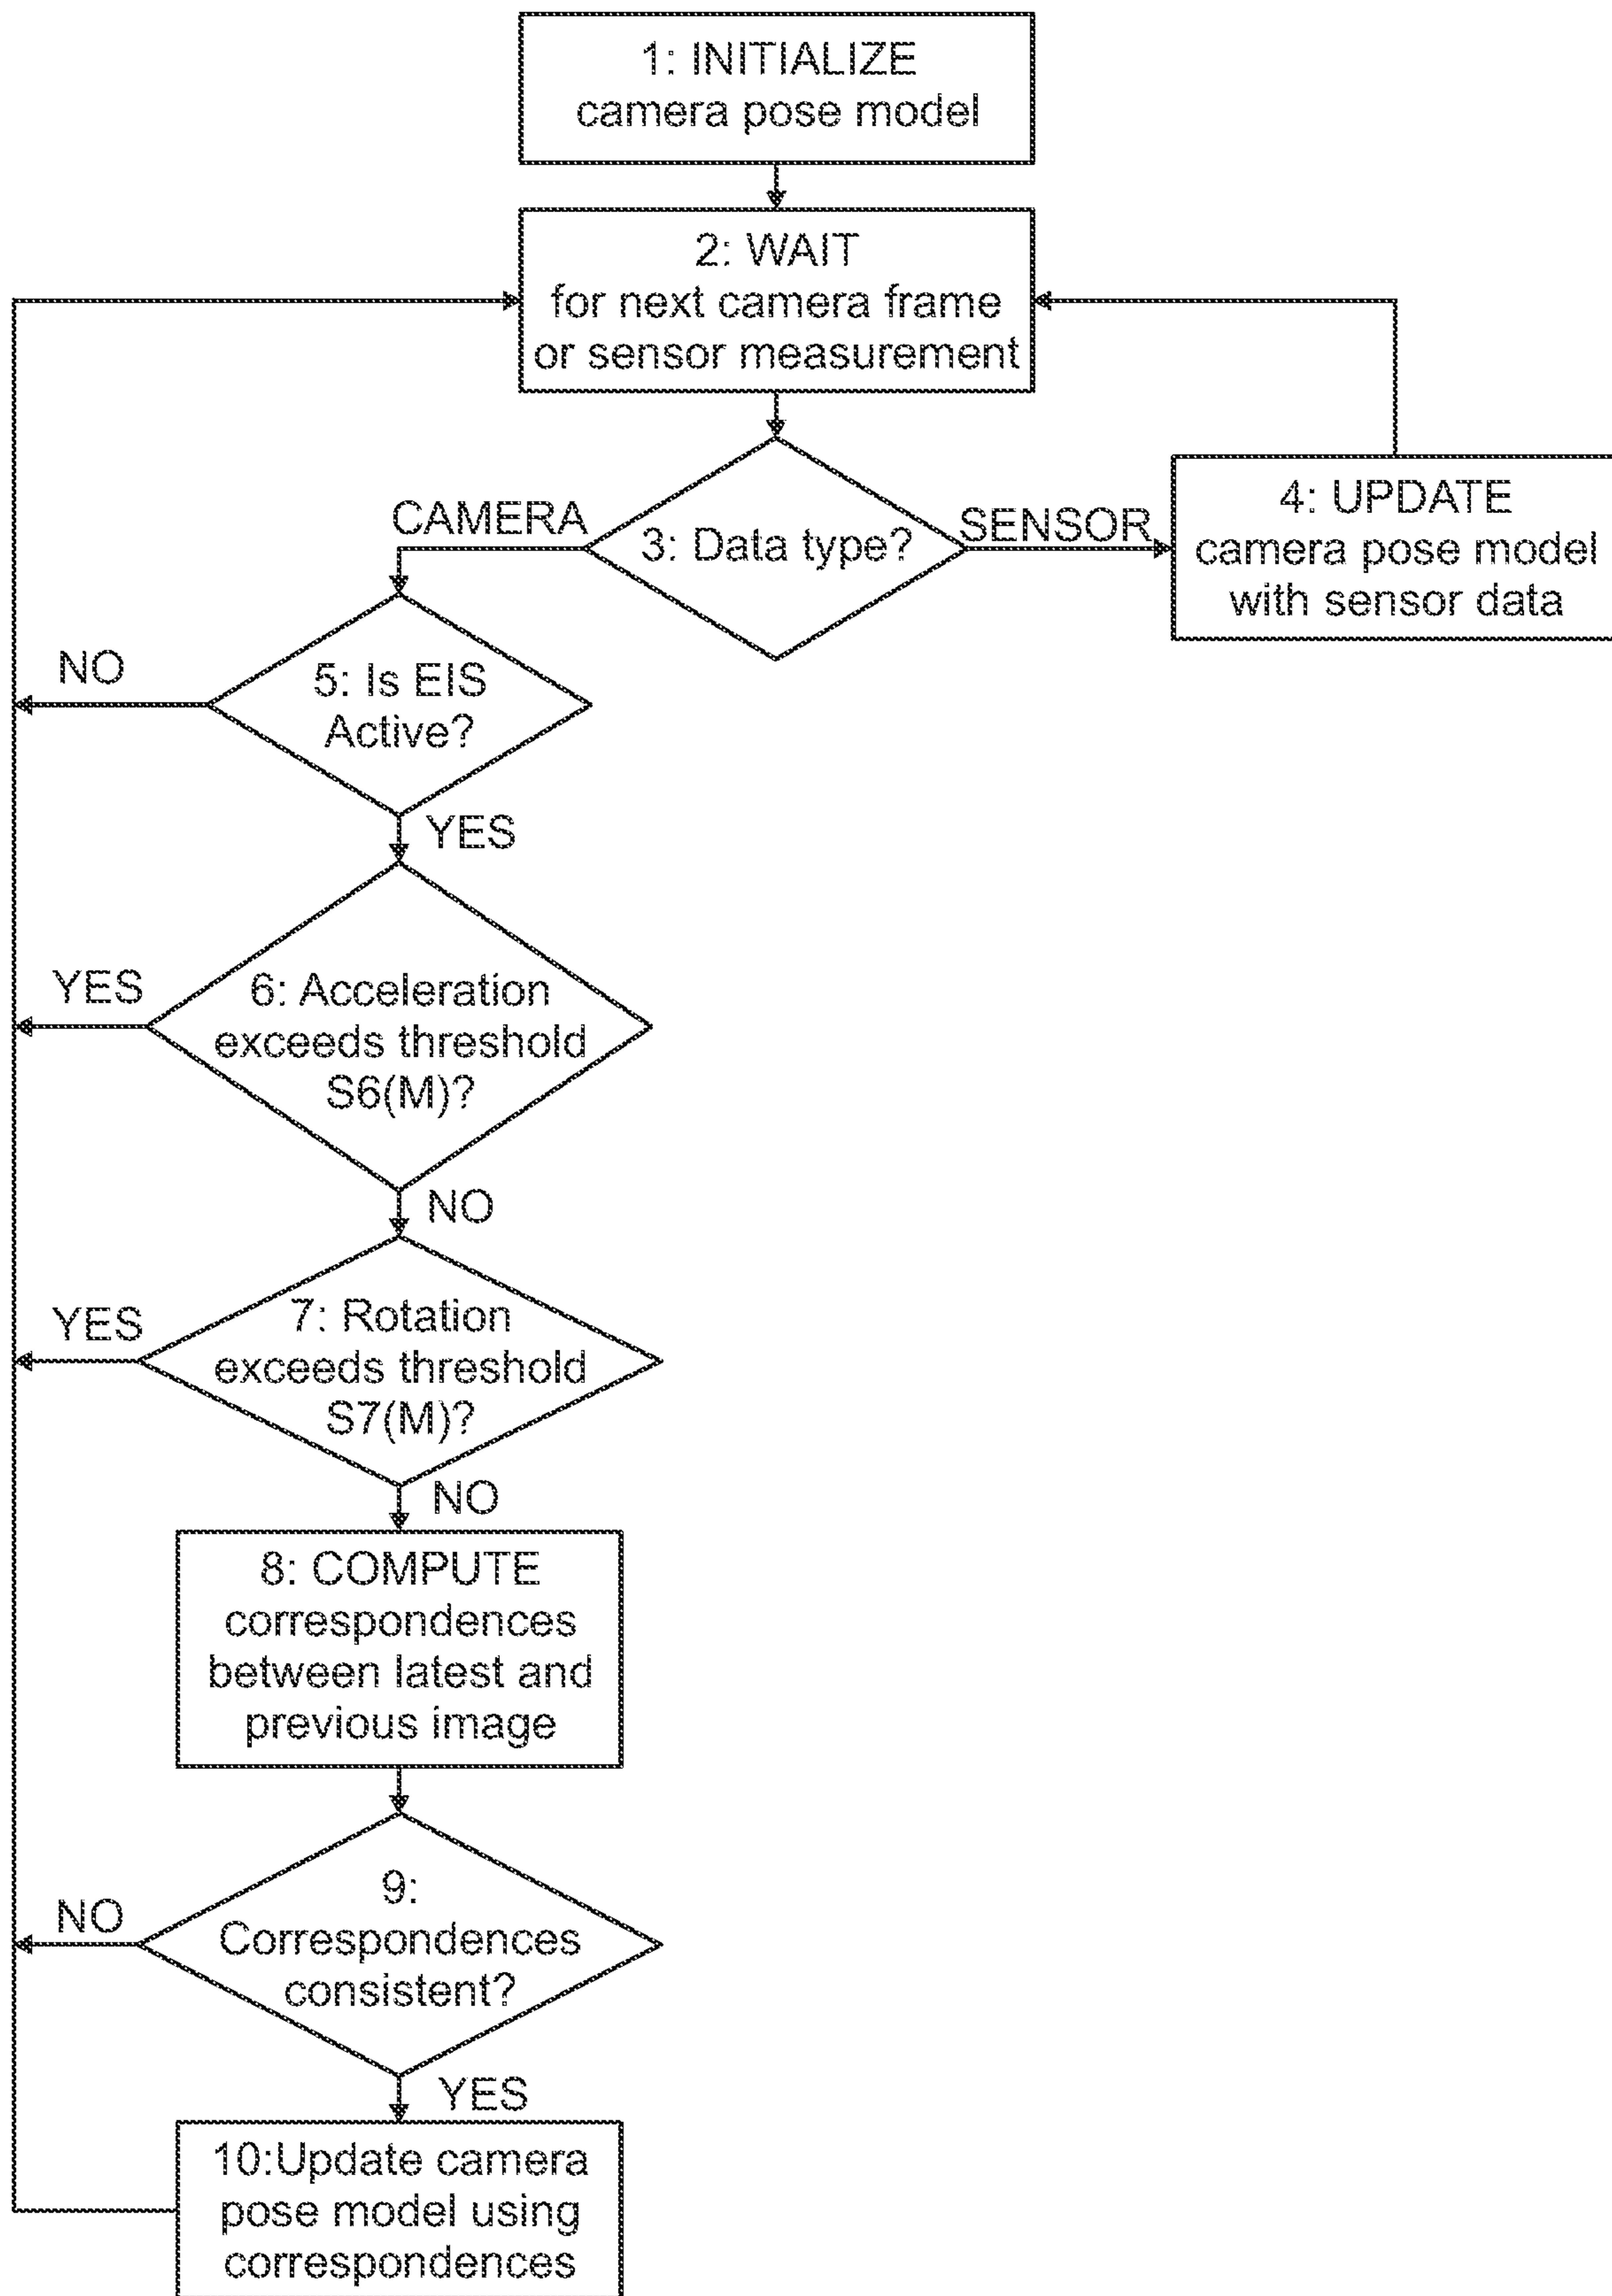 1: INITIALIZE
camera pose model
2: WAIT
for next camera frame
or sensor measurement
CAMERA
3: Data type?
SENSOR
4: UPDATE
camera pose model
with sensor data
NO
5: Is EIS
Active?
YES
YES
6: Acceleration
exceeds threshold
S6(M)?
NO
YES
7: Rotation
exceeds threshold
S7(M)?
NO
8: COMPUTE
correspondences
between latest and
previous image
NO
9:
Correspondences
consistent?
YES
10:Update camera
pose model using
correspondences